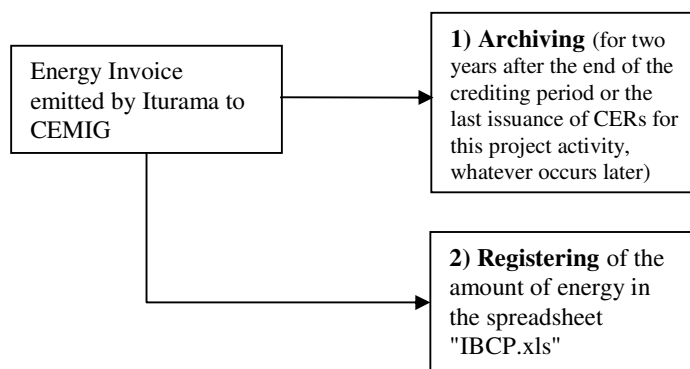 Energy Invoice
emitted by Iturama to
CEMIG
1) Archiving (for two
years after the end of the
crediting period or the
last issuance of CERs for
this project activity,
whatever occurs later)
2) Registering of the
amount of energy in
the spreadsheet
"IBCP.xls"